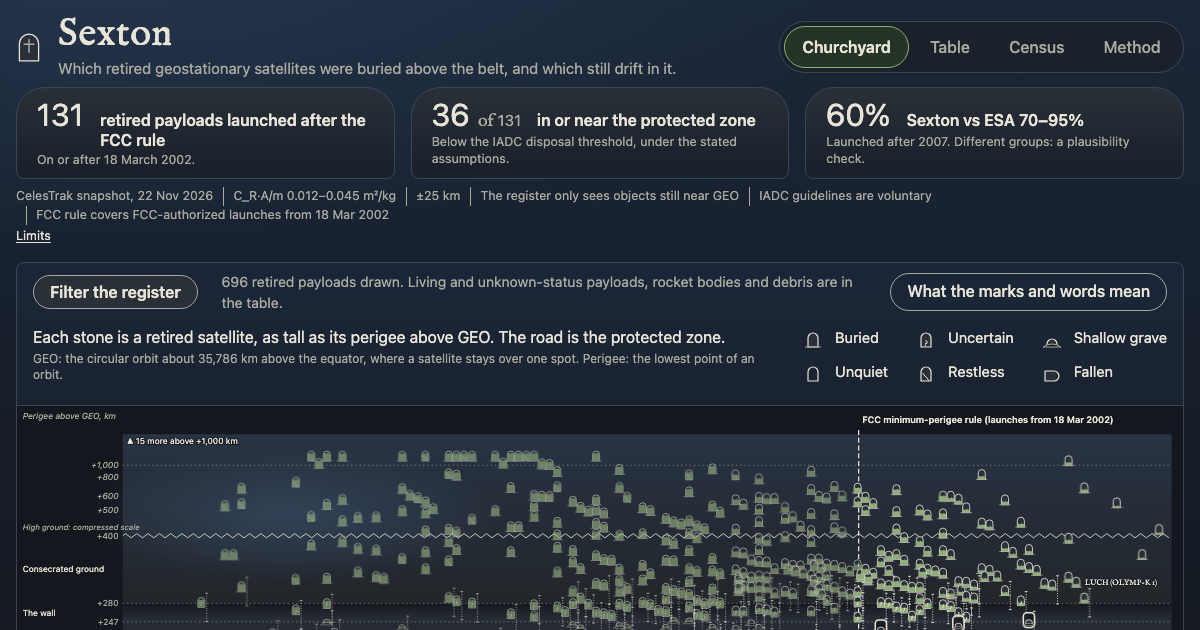 Sexton
Which retired geostationary satellites were buried above the belt, and which still drift in it.
Churchyard
Table
Census
Method
131 retired payloads launched after the
FCC rule
On or after 18 March 2002.
36 of 131 in or near the protected zone
Below the IADC disposal threshold, under the stated
assumptions.
60% Sexton vs ESA 70–95%
Launched after 2007. Different groups: a plausibility
check.
CelesTrak snapshot, 22 Nov 2026
C_R·A/m 0.012–0.045 m²/kg
±25 km
The register only sees objects still near GEO
IADC guidelines are voluntary
FCC rule covers FCC-authorized launches from 18 Mar 2002
Limits
Filter the register
696 retired payloads drawn. Living and unknown-status payloads, rocket bodies and debris are in
the table.
What the marks and words mean
Each stone is a retired satellite, as tall as its perigee above GEO. The road is the protected zone.
GEO: the circular orbit about 35,786 km above the equator, where a satellite stays over one spot. Perigee: the lowest point of an
orbit.
Buried
Uncertain
Shallow grave
Unquiet
Restless
Fallen
Perigee above GEO, km
FCC minimum-perigee rule (launches from 18 Mar 2002)
▲ 15 more above +1,000 km
+1,000
+800
+600
+500
High ground: compressed scale
+400
Consecrated ground
LUCH (OLYMP-K 1)
+280
The wall
+247